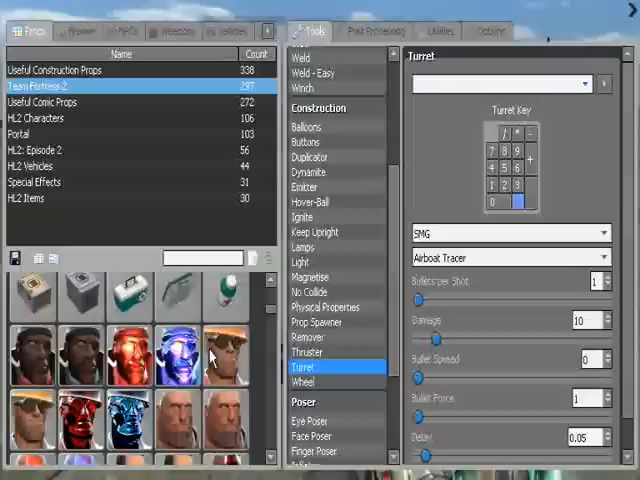 Props
NPCs
Weapons
Vehicles
Tools
Post Processing
Utilities
Options
Name Count
Useful Construction Props 338
Team Fortress 2 297
Useful Comic Props 272
HL2 Characters 106
Portal 103
HL2: Episode 2 56
HL2 Vehicles 44
Special Effects 31
HL2 Items 30
Weld
Weld - Easy
Winch
Construction
Balloons
Buttons
Duplicator
Dynamite
Emitter
Hover-Ball
Ignite
Keep Upright
Lamps
Light
Magnetise
No Collide
Physical Properties
Prop Spawner
Remover
Thruster
Turret
Wheel
Poser
Eye Poser
Face Poser
Finger Poser
Turret
Turret Key
/ * -
7 8 9
+
4 5 6
1 2 3
0
SMG
Airboat Tracer
Bullets per Shot 1
Damage 10
Bullet Spread 0
Bullet Force 1
Delay 0.05